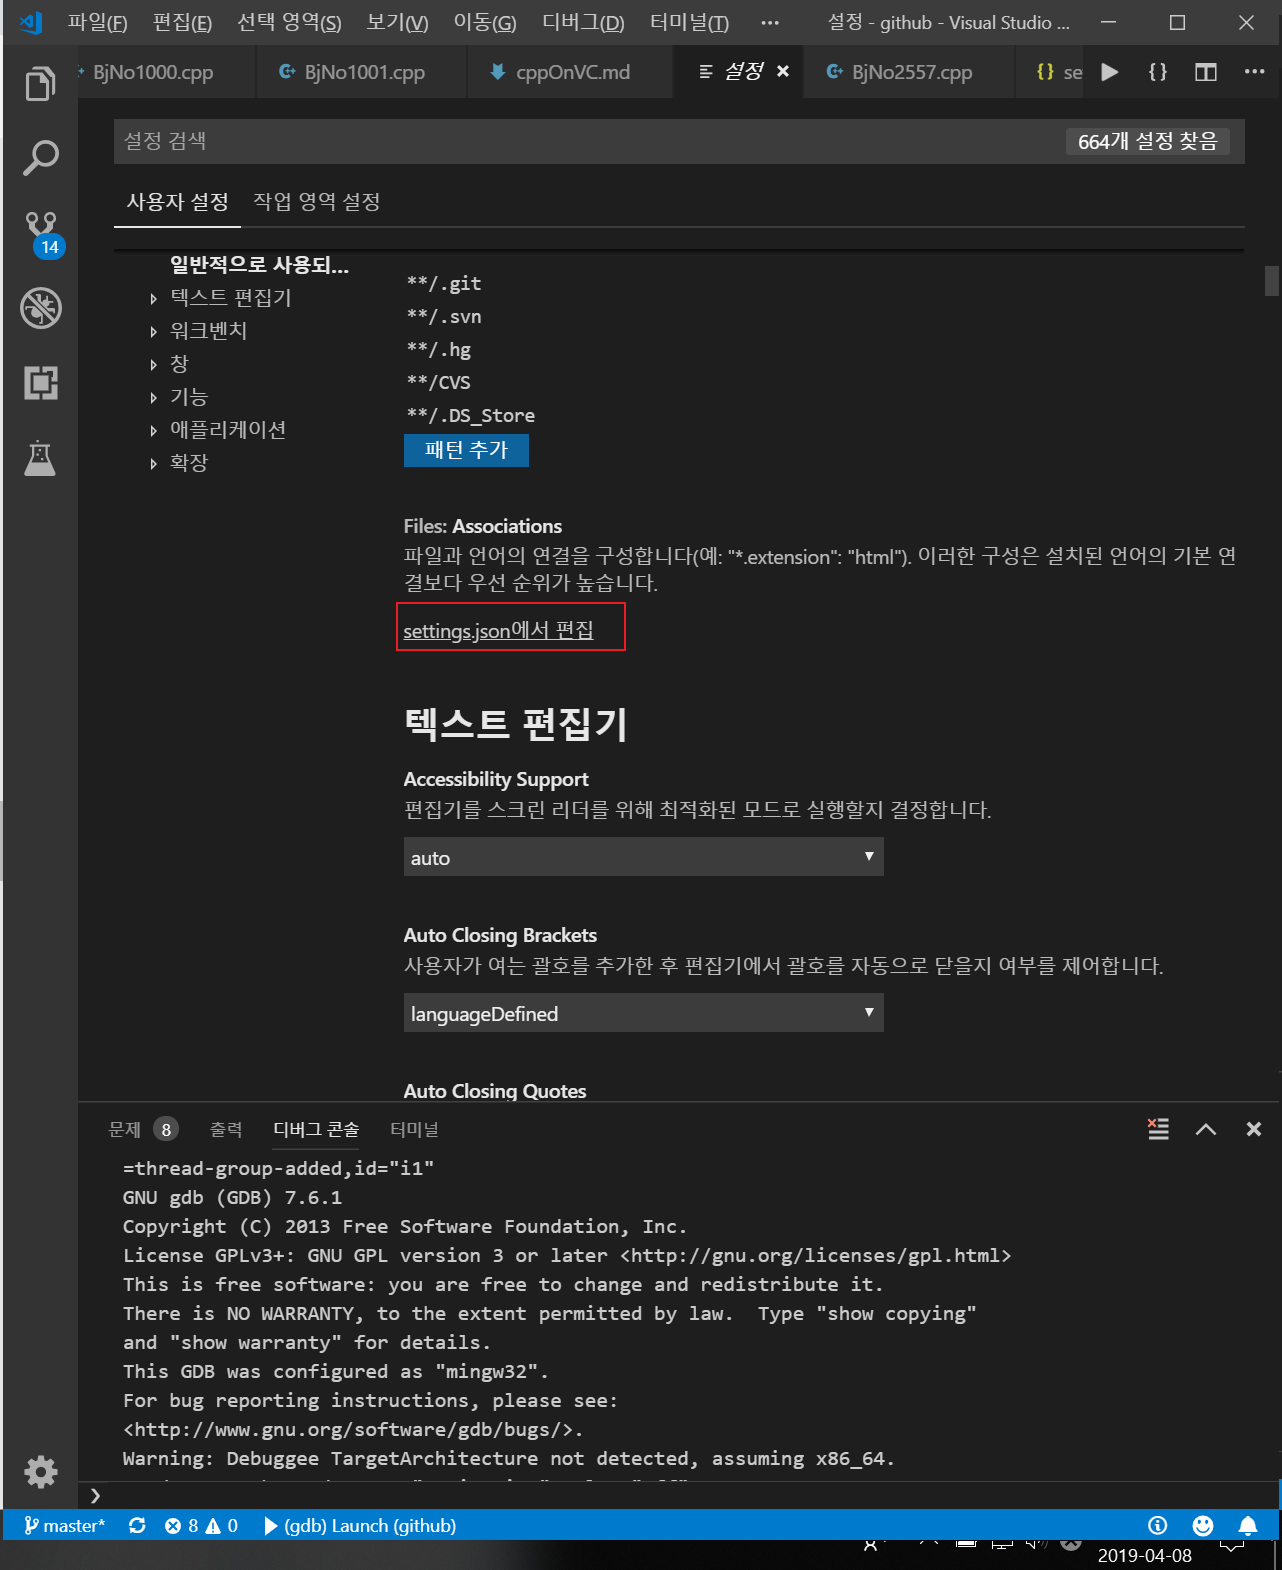 파일(F) 편집(E) 선택 영역(S) 보기(V) 이동(G) 디버그(D) 터미널(T) ··· 설정 - github - Visual Studio ...
BjNo1000.cpp BjNo1001.cpp cppOnVC.md 설정 BjNo2557.cpp {} se
설정 검색 664개 설정 찾음
사용자 설정 작업 영역 설정
14
일반적으로 사용되...
텍스트 편집기
워크벤치
창
기능
애플리케이션
확장
**/.git
**/.svn
**/.hg
**/CVS
**/.DS_Store
패턴 추가
Files: Associations
파일과 언어의 연결을 구성합니다(예: "*.extension": "html"). 이러한 구성은 설치된 언어의 기본 연
결보다 우선 순위가 높습니다.
settings.json에서 편집
텍스트 편집기
Accessibility Support
편집기를 스크린 리더를 위해 최적화된 모드로 실행할지 결정합니다.
auto
Auto Closing Brackets
사용자가 여는 괄호를 추가한 후 편집기에서 괄호를 자동으로 닫을지 여부를 제어합니다.
languageDefined
Auto Closing Quotes
문제 8 출력 디버그 콘솔 터미널
=thread-group-added,id="i1"
GNU gdb (GDB) 7.6.1
Copyright (C) 2013 Free Software Foundation, Inc.
License GPLv3+: GNU GPL version 3 or later <http://gnu.org/licenses/gpl.html>
This is free software: you are free to change and redistribute it.
There is NO WARRANTY, to the extent permitted by law.  Type "show copying"
and "show warranty" for details.
This GDB was configured as "mingw32".
For bug reporting instructions, please see:
<http://www.gnu.org/software/gdb/bugs/>.
Warning: Debuggee TargetArchitecture not detected, assuming x86_64.
master* 8 0 (gdb) Launch (github)
2019-04-08